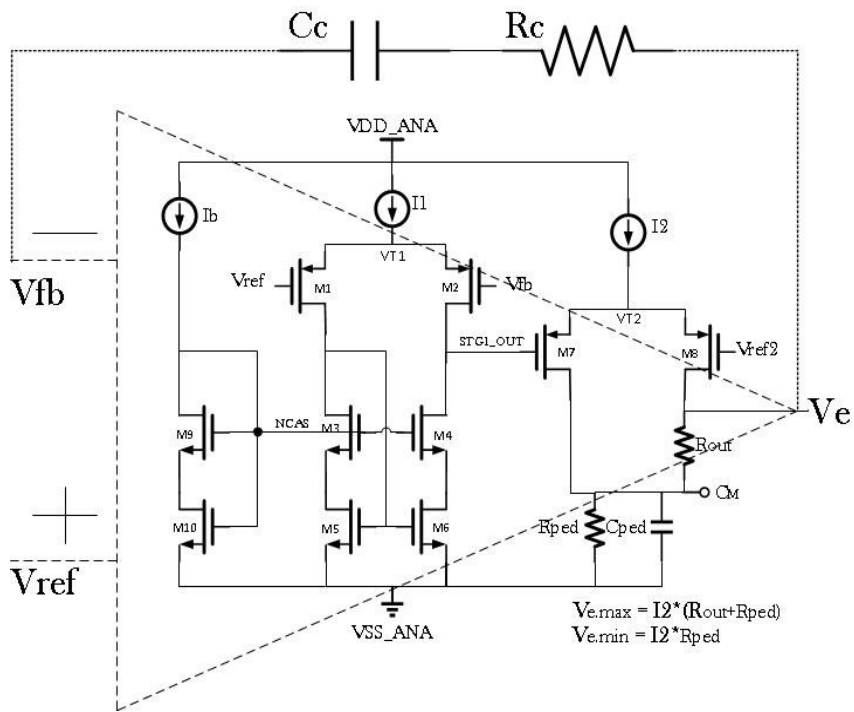 Cc
Rc
VDD_ANA
Ib
I1
I2
VT1
Vref
M1
M2
Vfb
Vfb
VT2
STG1_OUT
M7
M8
Vref2
Ve
M9
NCAS
M3
M4
Rout
CM
M10
M5
M6
Rped
Cped
Vref
VSS_ANA
Ve.max = I2*(Rout+Rped)
Ve.min = I2*Rped